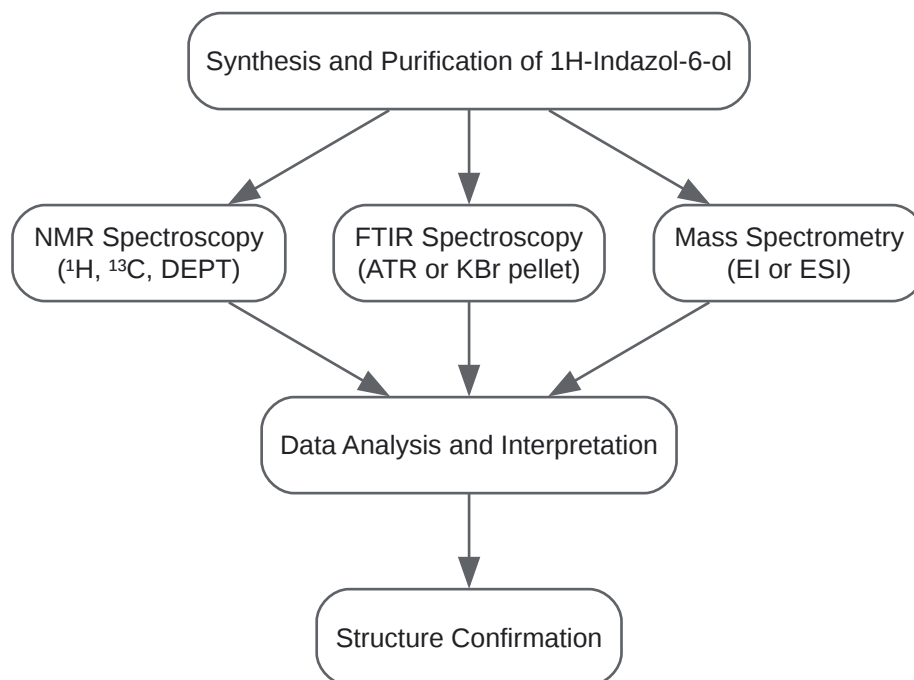 Synthesis and Purification of 1H-Indazol-6-ol
NMR Spectroscopy
(¹H, ¹³C, DEPT)
FTIR Spectroscopy
(ATR or KBr pellet)
Mass Spectrometry
(EI or ESI)
Data Analysis and Interpretation
Structure Confirmation